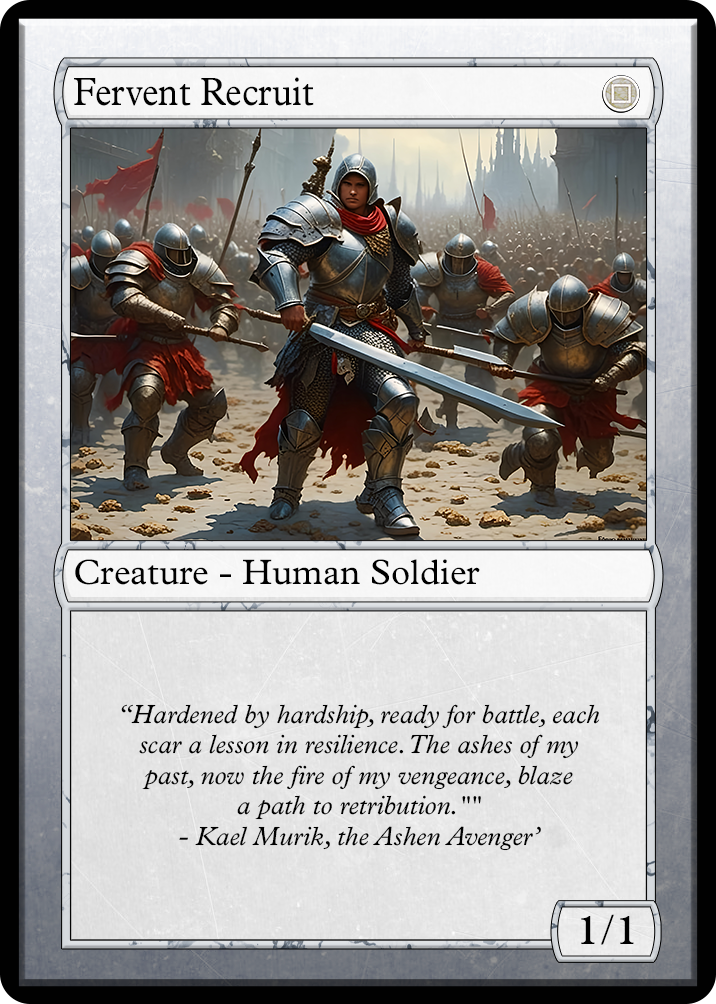 Fervent Recruit
Creature - Human Soldier
“Hardened by hardship, ready for battle, each
scar a lesson in resilience. The ashes of my
past, now the fire of my vengeance, blaze
a path to retribution.""
- Kael Murik, the Ashen Avenger’
1/1